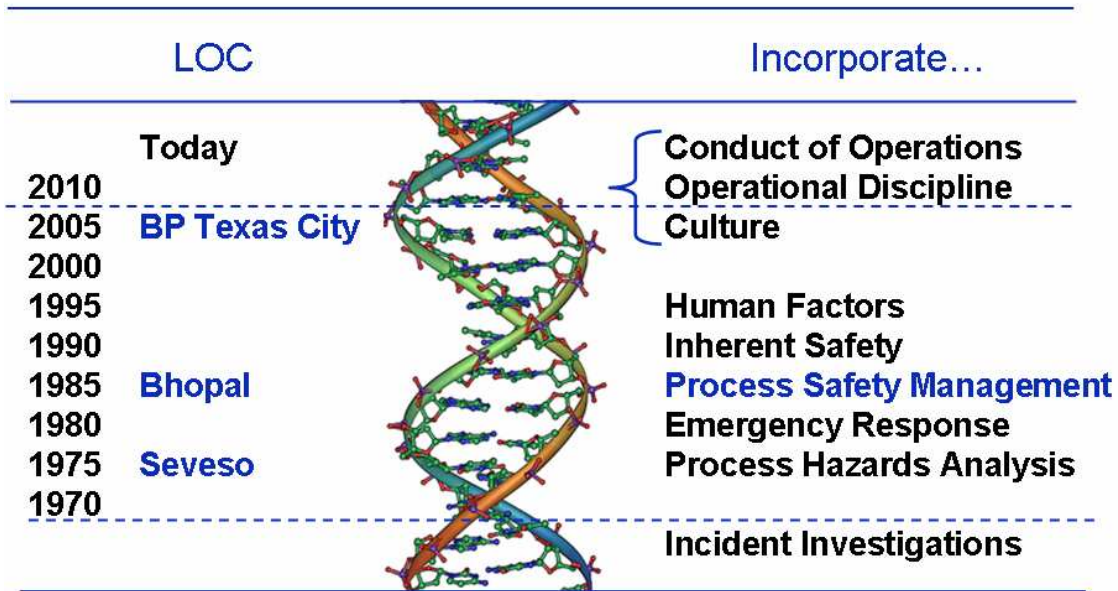 LOC Incorporate…
Today Conduct of Operations
2010 Operational Discipline
2005 BP Texas City Culture
2000
1995 Human Factors
1990 Inherent Safety
1985 Bhopal Process Safety Management
1980 Emergency Response
1975 Seveso Process Hazards Analysis
1970
Incident Investigations